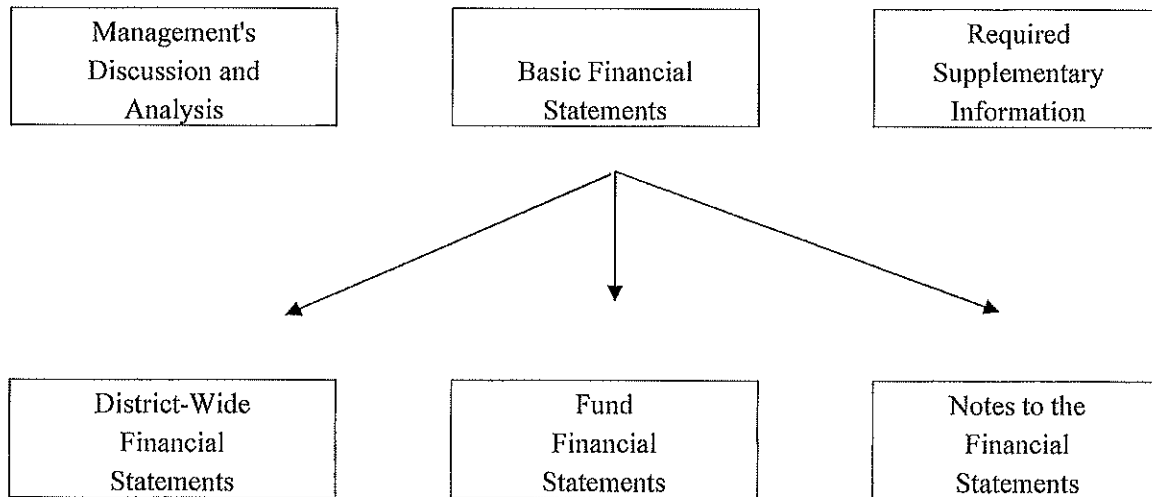 Management's
Discussion and
Analysis
Basic Financial
Statements
Required
Supplementary
Information
District-Wide
Financial
Statements
Fund
Financial
Statements
Notes to the
Financial
Statements